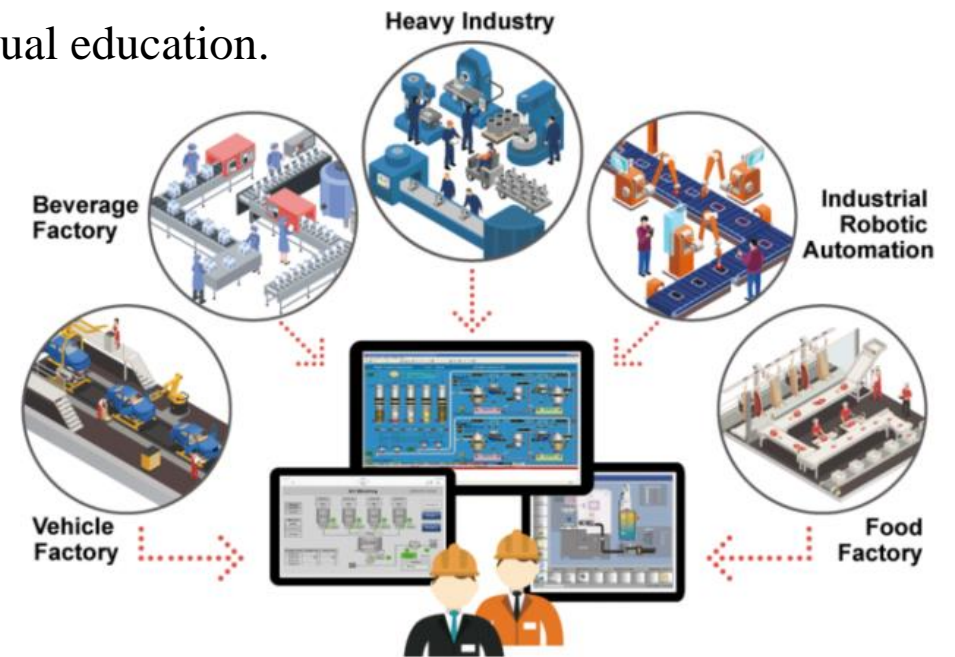 Heavy Industry
ual education.
Beverage
Factory
Industrial
Robotic
Automation
Vehicle
Factory
Food
Factory